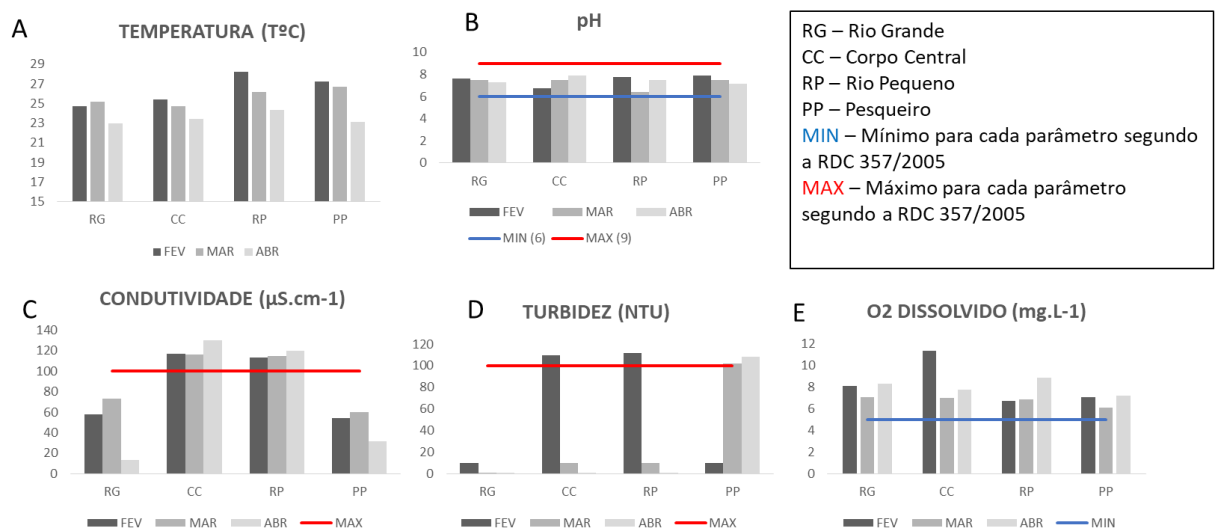 A
TEMPERATURA (TºC)
29
27
25
23
21
19
17
15
RG CC RP PP
FEV MAR ABR
B
pH
10
8
6
4
2
0
RG CC RP PP
FEV MAR ABR
MIN (6) MAX (9)
RG – Rio Grande
CC – Corpo Central
RP – Rio Pequeno
PP – Pesqueiro
MIN – Mínimo para cada parâmetro segundo
a RDC 357/2005
MAX – Máximo para cada parâmetro
segundo a RDC 357/2005
C
CONDUTIVIDADE (µS.cm-1)
140
120
100
80
60
40
20
0
RG CC RP PP
FEV MAR ABR MAX
D
TURBIDEZ (NTU)
120
100
80
60
40
20
0
RG CC RP PP
FEV MAR ABR MAX
E
O2 DISSOLVIDO (mg.L-1)
12
10
8
6
4
2
0
RG CC RP PP
FEV MAR ABR MIN